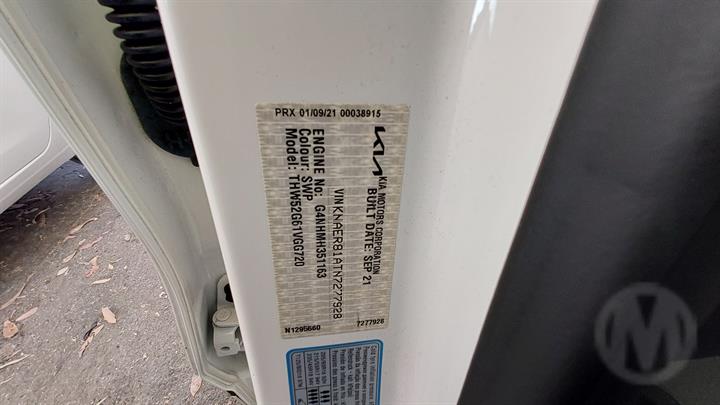 PRX 01/09/21 00038915
KIA
KIA MOTORS CORPORATION
BUILT DATE: SEP 21
VIN KNAER81ATN7277928
ENGINE No: G4NHMH351163
Colour: SWP
Model: THW52G61VGG720
N1295660
7277928
M